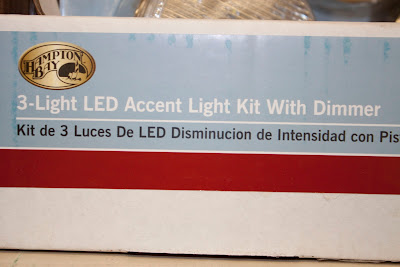 HAMPTON
BAY
3-Light LED Accent Light Kit With Dimmer
Kit de 3 Luces De LED Disminucion de Intensidad con Pis